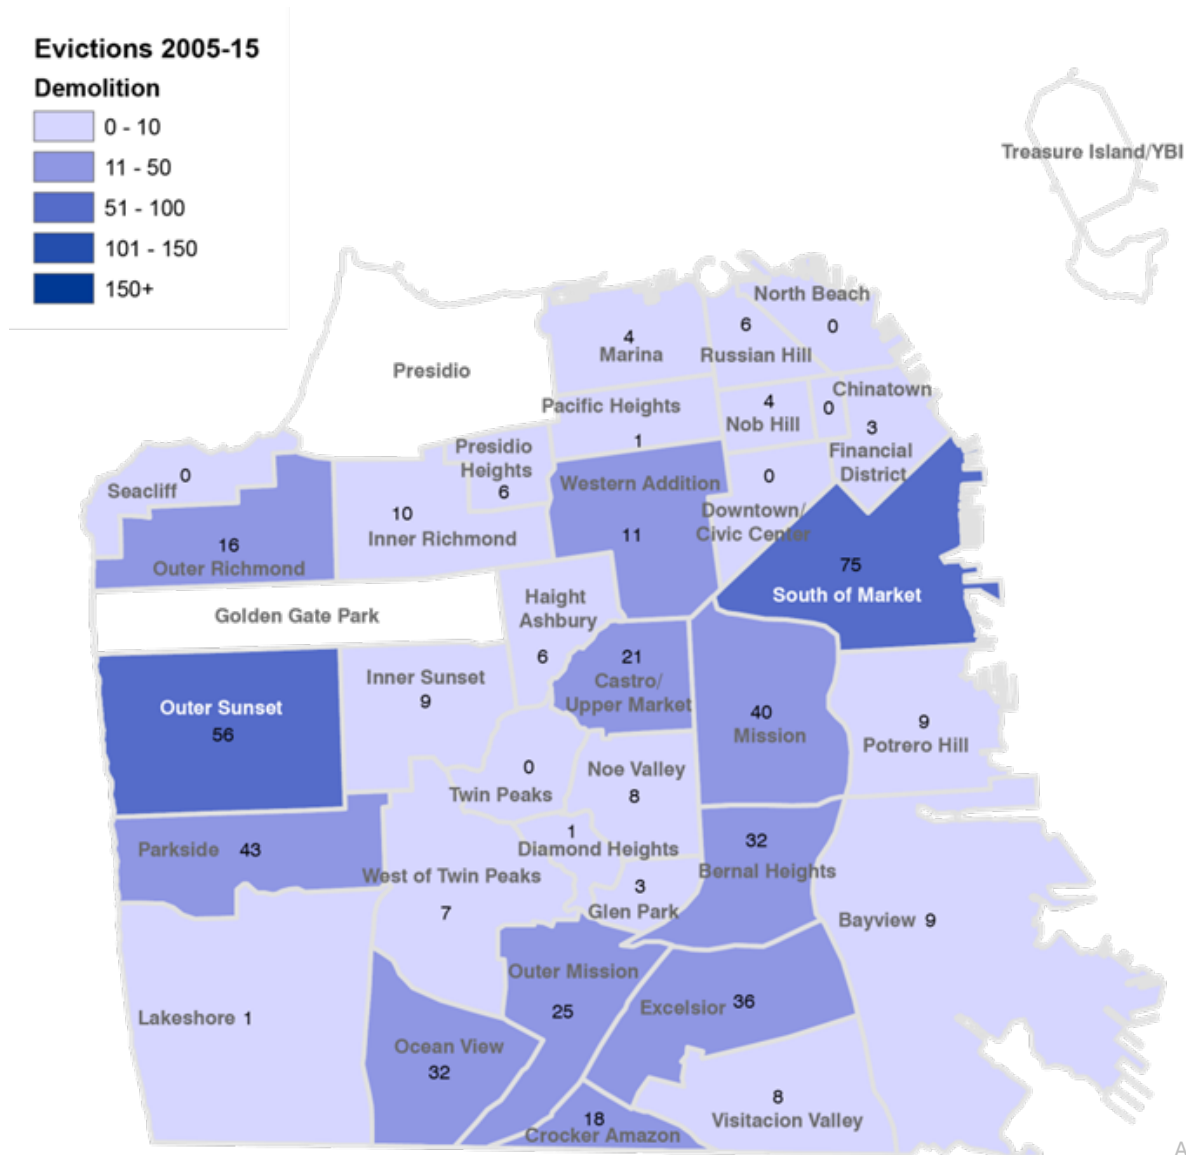 Evictions 2005-15
Demolition
0 - 10
11 - 50
51 - 100
101 - 150
150+
Treasure Island/YBI
North Beach
0
6
Russian Hill
4
Marina
Presidio
Chinatown
0
4
Nob Hill
Pacific Heights
1
3
Financial
District
Presidio
Heights
6
0
Seacliff
Western Addition
11
0
Downtown/
Civic Center
10
Inner Richmond
16
Outer Richmond
75
South of Market
Golden Gate Park
Haight
Ashbury
6
21
Castro/
Upper Market
Inner Sunset
9
Outer Sunset
56
40
Mission
9
Potrero Hill
0
Twin Peaks
Noe Valley
8
1
Diamond Heights
Parkside 43
32
Bernal Heights
West of Twin Peaks
7
3
Glen Park
Bayview 9
Outer Mission
25
Excelsior 36
Lakeshore 1
Ocean View
32
8
Visitacion Valley
18
Crocker Amazon
A